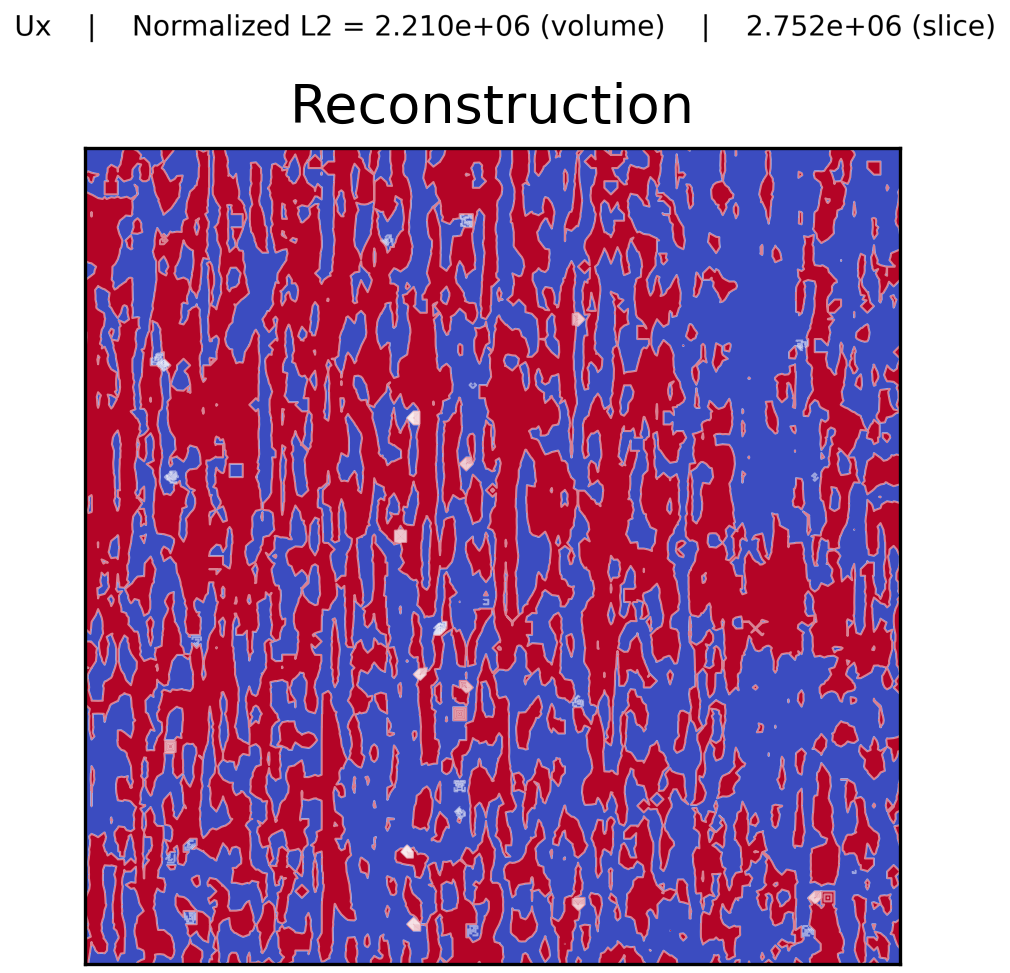 Ux | Normalized L2 = 2.210e+06 (volume) | 2.752e+06 (slice)
Reconstruction